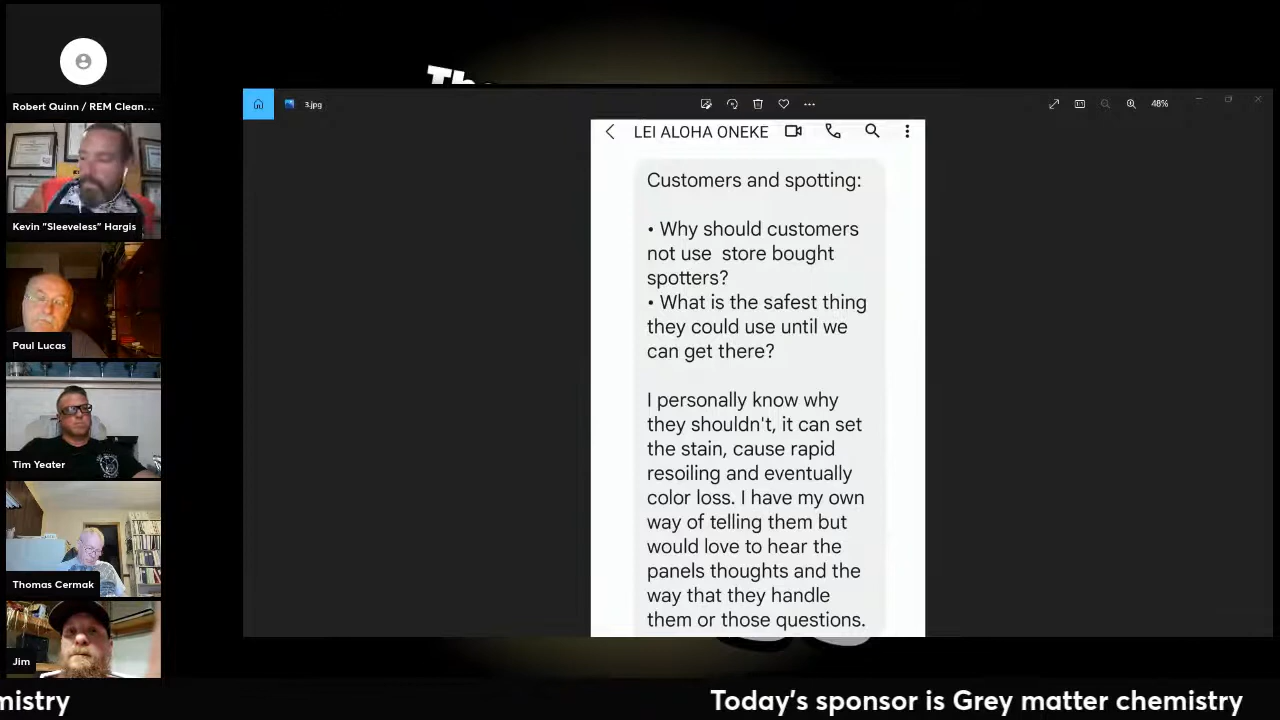 Robert Quinn / REM Clean...
Kevin "Sleeveless" Hargis
Paul Lucas
Tim Yeater
Thomas Cermak
Jim
3.jpg
48%
LEI ALOHA ONEKE
Customers and spotting:
• Why should customers
not use  store bought
spotters?
• What is the safest thing
they could use until we
can get there?
I personally know why
they shouldn't, it can set
the stain, cause rapid
resoiling and eventually
color loss. I have my own
way of telling them but
would love to hear the
panels thoughts and the
way that they handle
them or those questions.
mistry
Today's sponsor is Grey matter chemistry